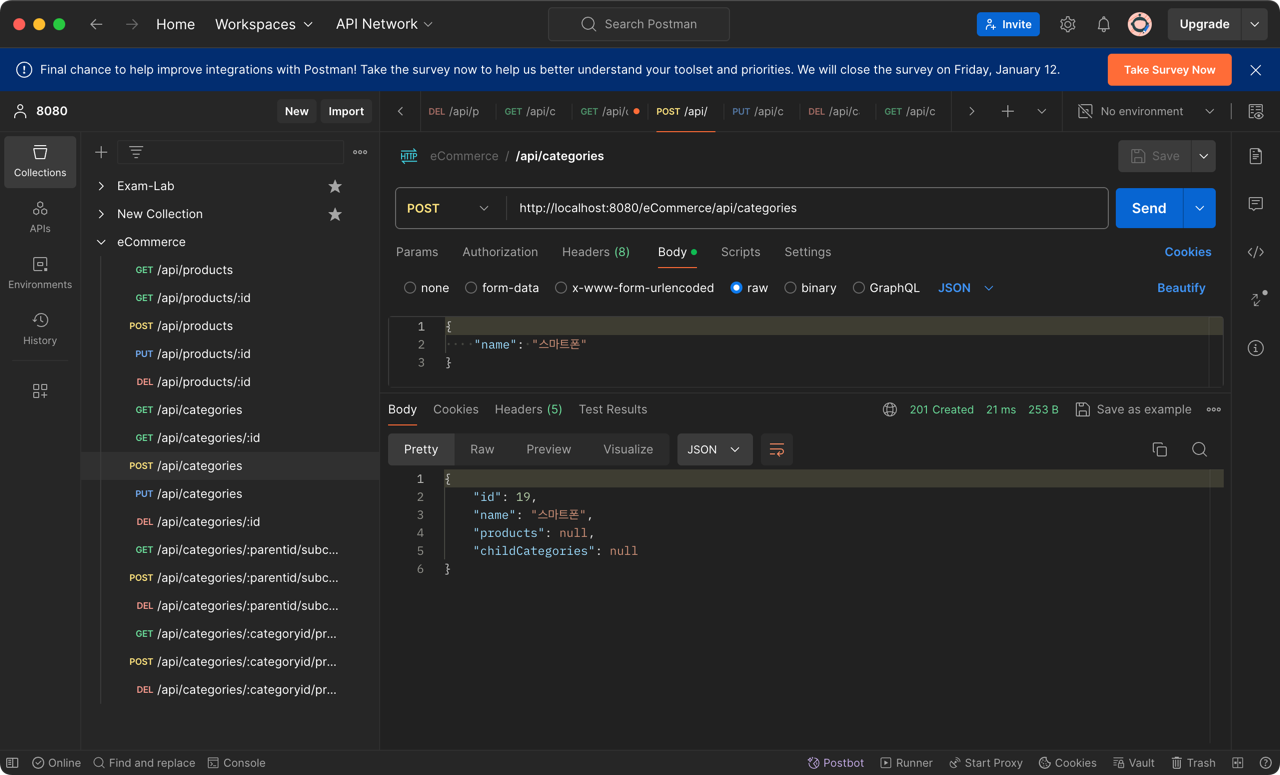 Home Workspaces API Network Search Postman Invite Upgrade
Final chance to help improve integrations with Postman! Take the survey now to help us better understand your toolset and priorities. We will close the survey on Friday, January 12. Take Survey Now
8080 New Import
DEL /api/p GET /api/c GET /api/ POST /api/ PUT /api/c DEL /api/c GET /api/c No environment
Collections
APIs
Environments
History
Exam-Lab
New Collection
eCommerce
GET /api/products
GET /api/products/:id
POST /api/products
PUT /api/products/:id
DEL /api/products/:id
GET /api/categories
GET /api/categories/:id
POST /api/categories
PUT /api/categories
DEL /api/categories/:id
GET /api/categories/:parentid/subc...
POST /api/categories/:parentid/subc...
DEL /api/categories/:parentid/subc...
GET /api/categories/:categoryid/pr...
POST /api/categories/:categoryid/pr...
DEL /api/categories/:categoryid/pr...
HTTP eCommerce / /api/categories Save
POST http://localhost:8080/eCommerce/api/categories Send
Params Authorization Headers (8) Body Scripts Settings Cookies
none form-data x-www-form-urlencoded raw binary GraphQL JSON Beautify
1 {
2 "name": "스마트폰"
3 }
Body Cookies Headers (5) Test Results 201 Created 21 ms 253 B Save as example
Pretty Raw Preview Visualize JSON
1 {
2 "id": 19,
3 "name": "스마트폰",
4 "products": null,
5 "childCategories": null
6 }
Online Find and replace Console Postbot Runner Start Proxy Cookies Vault Trash